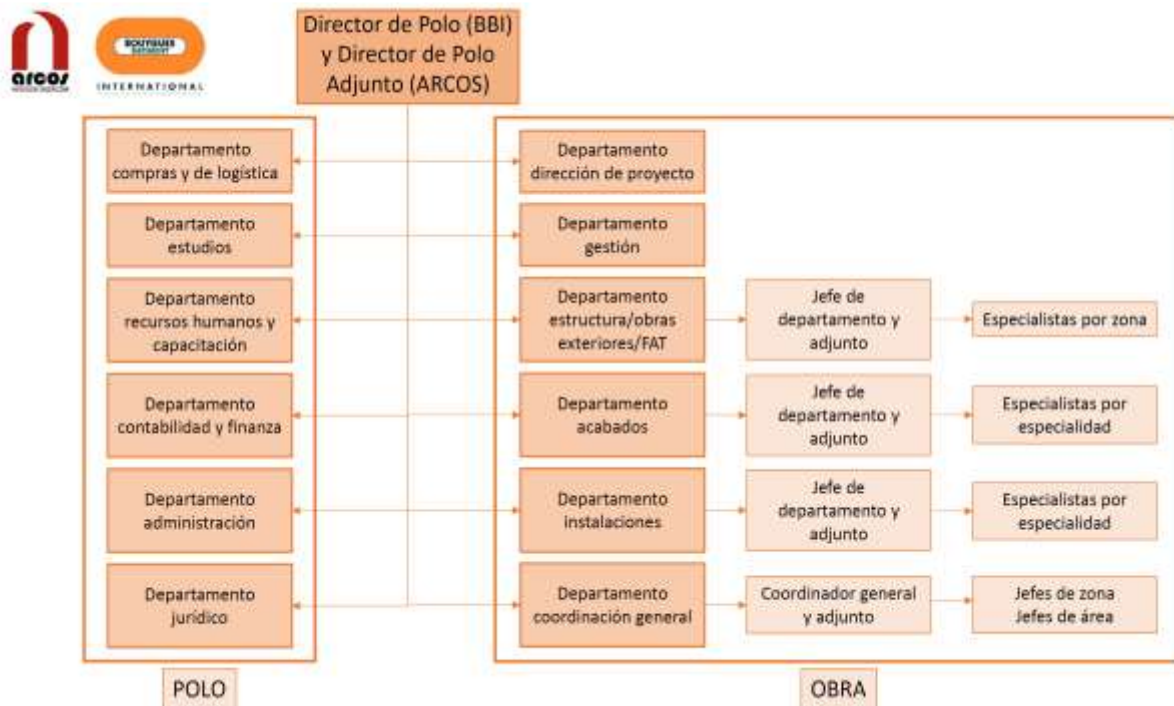 arcos
BOUYGUES
INTERNATIONAL
Director de Polo (BBI)
y Director de Polo
Adjunto (ARCOS)
Departamento
compras y de logística
Departamento
estudios
Departamento
recursos humanos y
capacitación
Departamento
contabilidad y finanza
Departamento
administración
Departamento
jurídico
POLO
Departamento
dirección de proyecto
Departamento
gestión
Departamento
estructura/obras
exteriores/FAT
Jefe de
departamento y
adjunto
Especialistas por zona
Departamento
acabados
Jefe de
departamento y
adjunto
Especialistas por
especialidad
Departamento
instalaciones
Jefe de
departamento y
adjunto
Especialistas por
especialidad
Departamento
coordinación general
Coordinador general
y adjunto
Jefes de zona
Jefes de área
OBRA